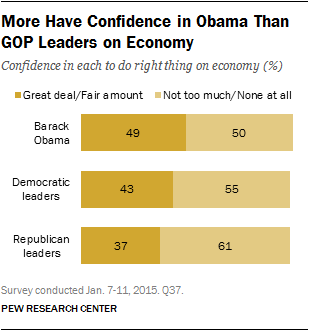 More Have Confidence in Obama Than
GOP Leaders on Economy
Confidence in each to do right thing on economy (%)
Great deal/Fair amount Not too much/None at all
Barack
Obama
49 50
Democratic
leaders
43 55
Republican
leaders
37 61
Survey conducted Jan. 7-11, 2015. Q37.
PEW RESEARCH CENTER